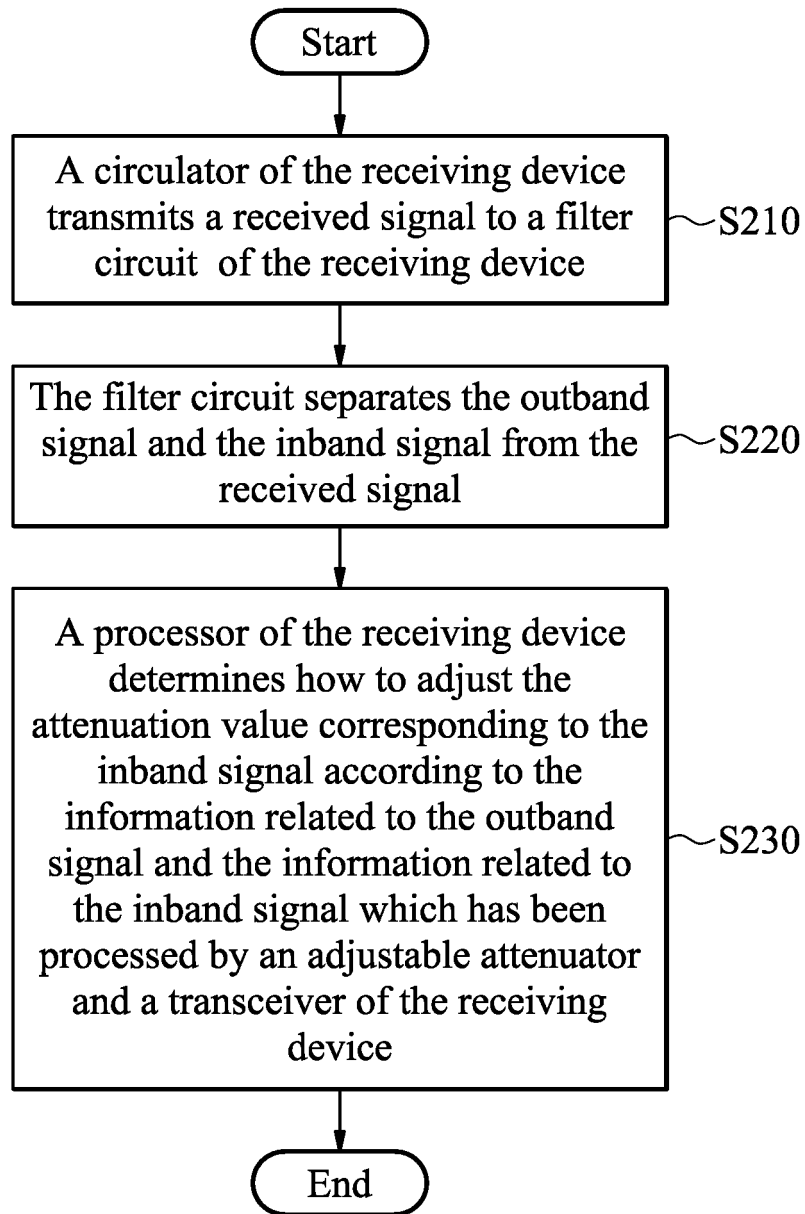 Start
A circulator of the receiving device
transmits a received signal to a filter
circuit of the receiving device
S210
The filter circuit separates the outband
signal and the inband signal from the
received signal
S220
A processor of the receiving device
determines how to adjust the
attenuation value corresponding to the
inband signal according to the
information related to the outband
signal and the information related to
the inband signal which has been
processed by an adjustable attenuator
and a transceiver of the receiving
device
S230
End